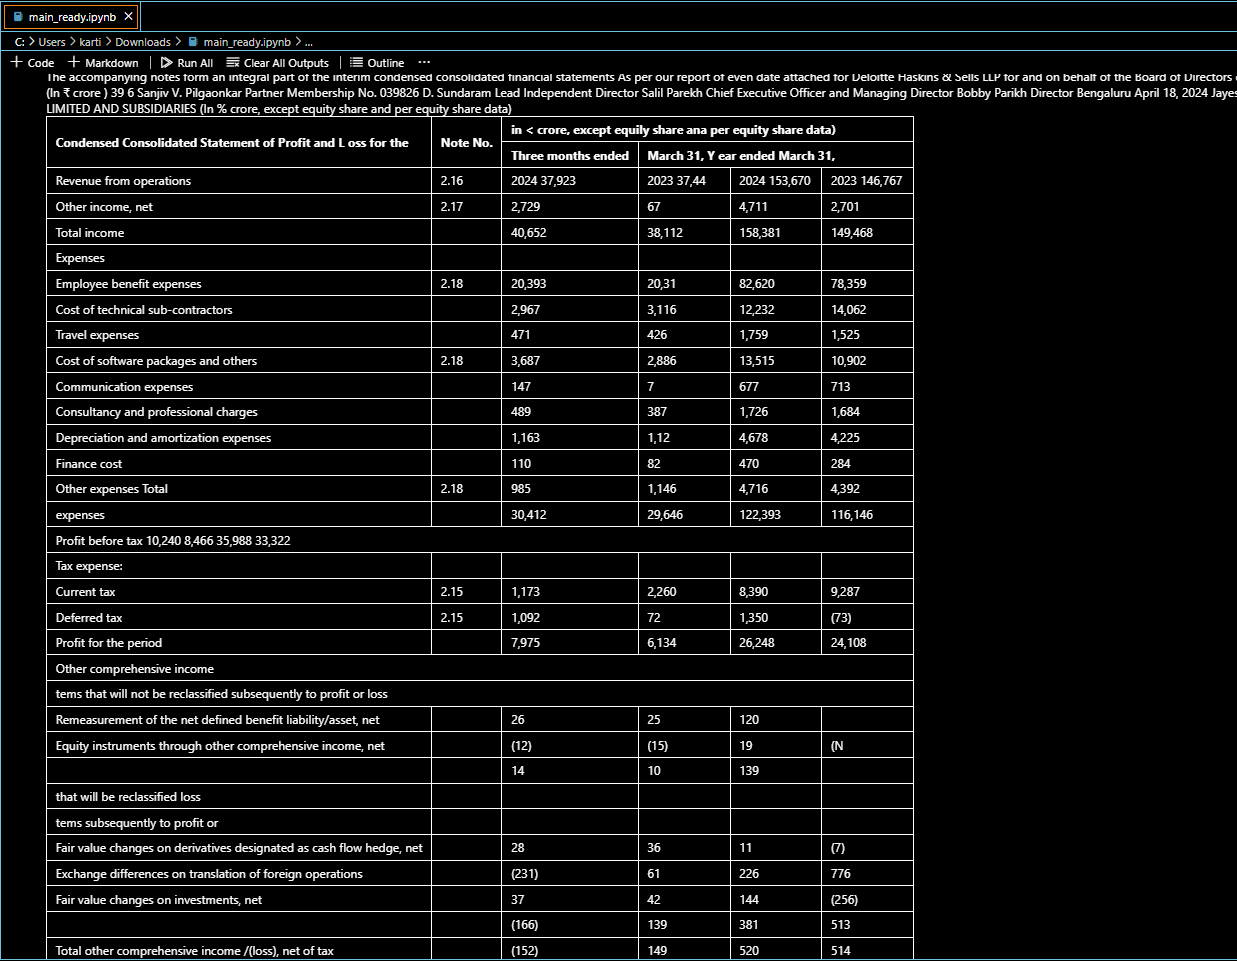 main_ready.ipynb ×
C: > Users > karti > Downloads > main_ready.ipynb > ...
+ Code + Markdown | Run All Clear All Outputs | Outline ...
The accompanying notes form an integral part of the interim condensed consolidated financial statements As per our report of even date attached for Deloitte Haskins & Sells LLP for and on behalf of the Board of Directors
(In ₹ crore ) 39 6 Sanjiv V. Pilgaonkar Partner Membership No. 039826 D. Sundaram Lead Independent Director Salil Parekh Chief Executive Officer and Managing Director Bobby Parikh Director Bengaluru April 18, 2024 Jayes
LIMITED AND SUBSIDIARIES (In % crore, except equity share and per equity share data)
Condensed Consolidated Statement of Profit and L oss for the Note No. in < crore, except equily share ana per equity share data)
Three months ended March 31, Y ear ended March 31,
Revenue from operations 2.16 2024 37,923 2023 37,44 2024 153,670 2023 146,767
Other income, net 2.17 2,729 67 4,711 2,701
Total income 40,652 38,112 158,381 149,468
Expenses
Employee benefit expenses 2.18 20,393 20,31 82,620 78,359
Cost of technical sub-contractors 2,967 3,116 12,232 14,062
Travel expenses 471 426 1,759 1,525
Cost of software packages and others 2.18 3,687 2,886 13,515 10,902
Communication expenses 147 7 677 713
Consultancy and professional charges 489 387 1,726 1,684
Depreciation and amortization expenses 1,163 1,12 4,678 4,225
Finance cost 110 82 470 284
Other expenses Total 2.18 985 1,146 4,716 4,392
expenses 30,412 29,646 122,393 116,146
Profit before tax 10,240 8,466 35,988 33,322
Tax expense:
Current tax 2.15 1,173 2,260 8,390 9,287
Deferred tax 2.15 1,092 72 1,350 (73)
Profit for the period 7,975 6,134 26,248 24,108
Other comprehensive income
tems that will not be reclassified subsequently to profit or loss
Remeasurement of the net defined benefit liability/asset, net 26 25 120
Equity instruments through other comprehensive income, net (12) (15) 19 (N
14 10 139
that will be reclassified loss
tems subsequently to profit or
Fair value changes on derivatives designated as cash flow hedge, net 28 36 11 (7)
Exchange differences on translation of foreign operations (231) 61 226 776
Fair value changes on investments, net 37 42 144 (256)
(166) 139 381 513
Total other comprehensive income /(loss), net of tax (152) 149 520 514